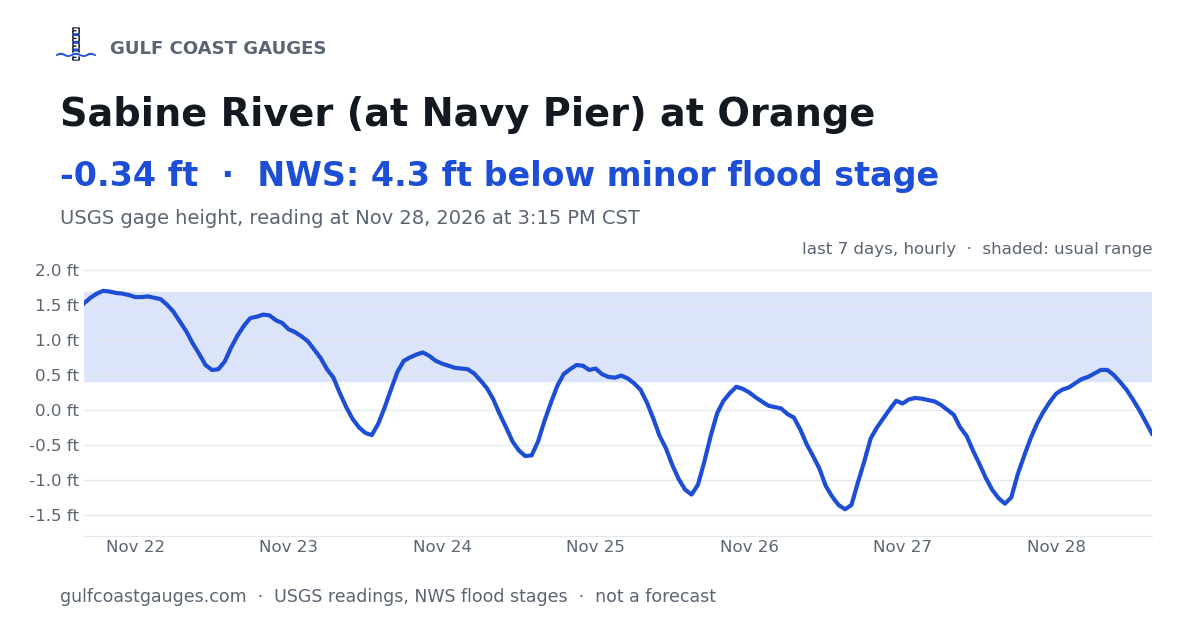 GULF COAST GAUGES
Sabine River (at Navy Pier) at Orange
-0.34 ft · NWS: 4.3 ft below minor flood stage
USGS gage height, reading at Nov 28, 2026 at 3:15 PM CST
last 7 days, hourly · shaded: usual range
2.0 ft
1.5 ft
1.0 ft
0.5 ft
0.0 ft
-0.5 ft
-1.0 ft
-1.5 ft
Nov 22 Nov 23 Nov 24 Nov 25 Nov 26 Nov 27 Nov 28
gulfcoastgauges.com · USGS readings, NWS flood stages · not a forecast